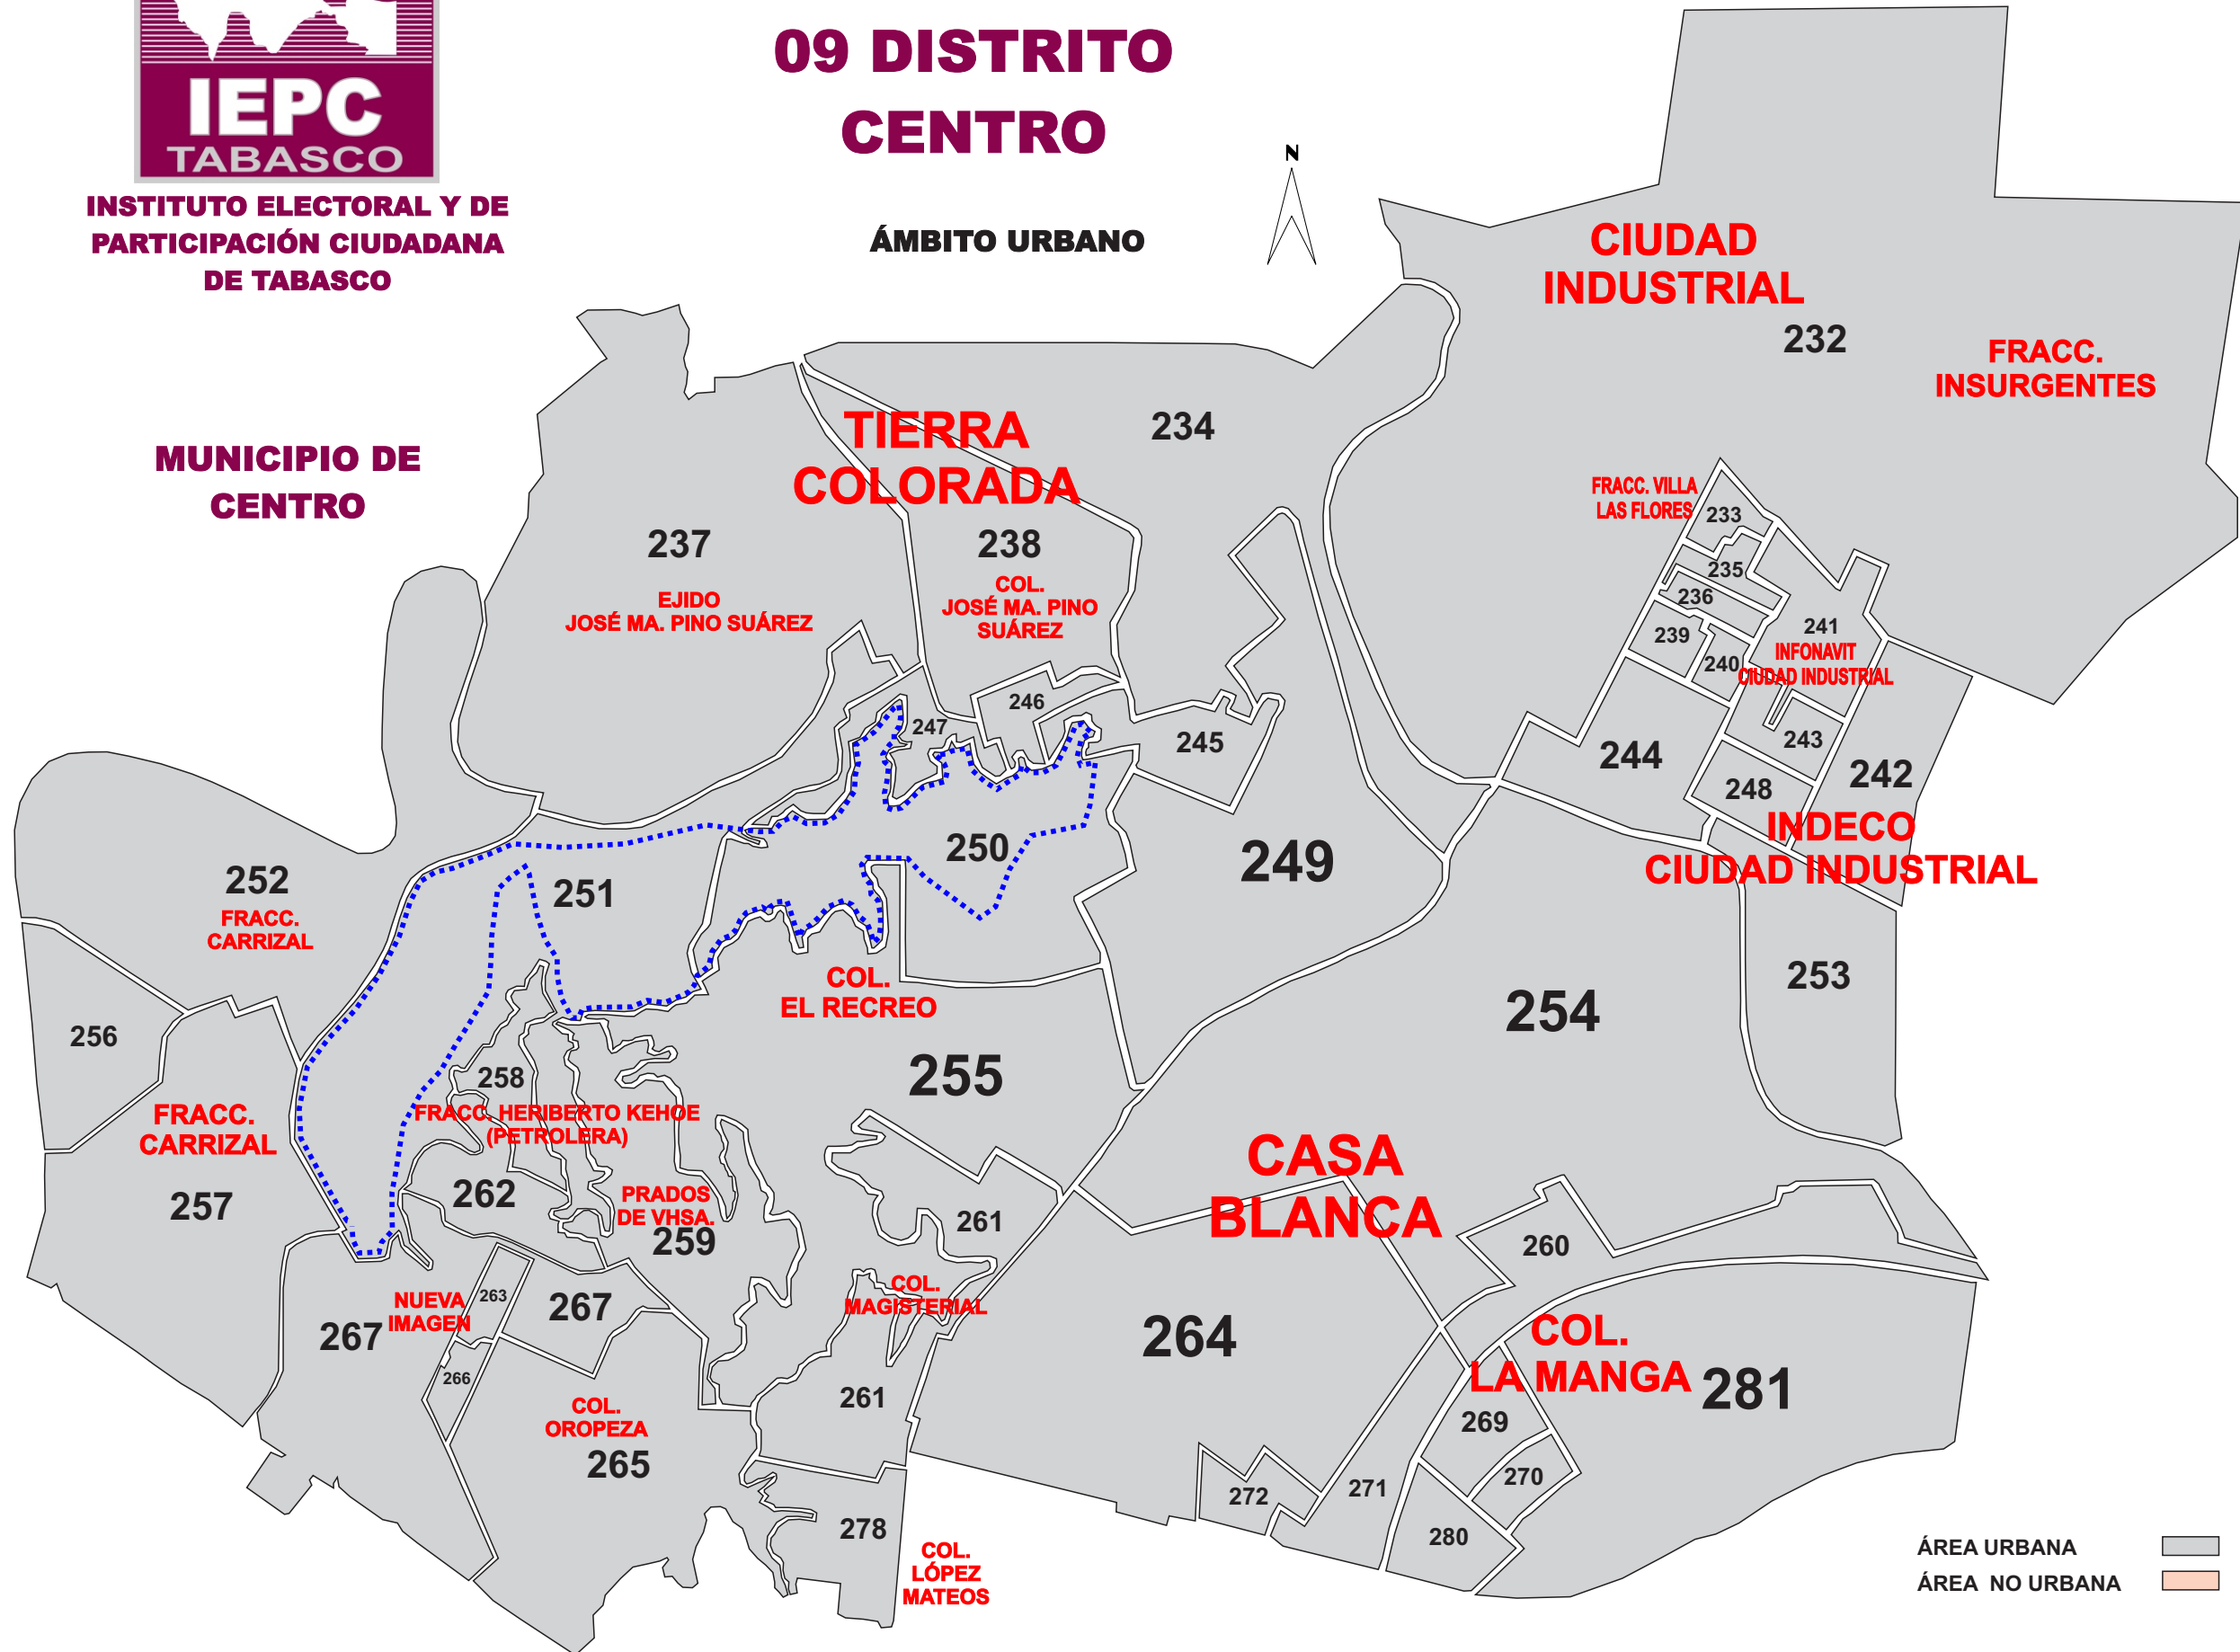 IEPC
TABASCO
INSTITUTO ELECTORAL Y DE
PARTICIPACIÓN CIUDADANA
DE TABASCO
09 DISTRITO
CENTRO
ÁMBITO URBANO
N
MUNICIPIO DE
CENTRO
CIUDAD
INDUSTRIAL
232
FRACC.
INSURGENTES
TIERRA
COLORADA
234
237
EJIDO
JOSÉ MA. PINO SUÁREZ
238
COL.
JOSÉ MA. PINO
SUÁREZ
FRACC. VILLA
LAS FLORES
233
235
236
239
240
241
INFONAVIT
CIUDAD INDUSTRIAL
246
247
245
244
243
242
248
INDECO
CIUDAD INDUSTRIAL
250
249
252
FRACC.
CARRIZAL
251
253
254
COL.
EL RECREO
255
256
258
FRACC. HERIBERTO KEHOE
(PETROLERA)
FRACC.
CARRIZAL
257
262
PRADOS
DE VHSA.
259
261
CASA
BLANCA
260
NUEVA
IMAGEN
263
267
267
266
COL.
MAGISTERIAL
264
COL.
LA MANGA
281
261
COL.
OROPEZA
265
269
270
271
272
278
280
COL.
LÓPEZ
MATEOS
ÁREA URBANA
ÁREA NO URBANA